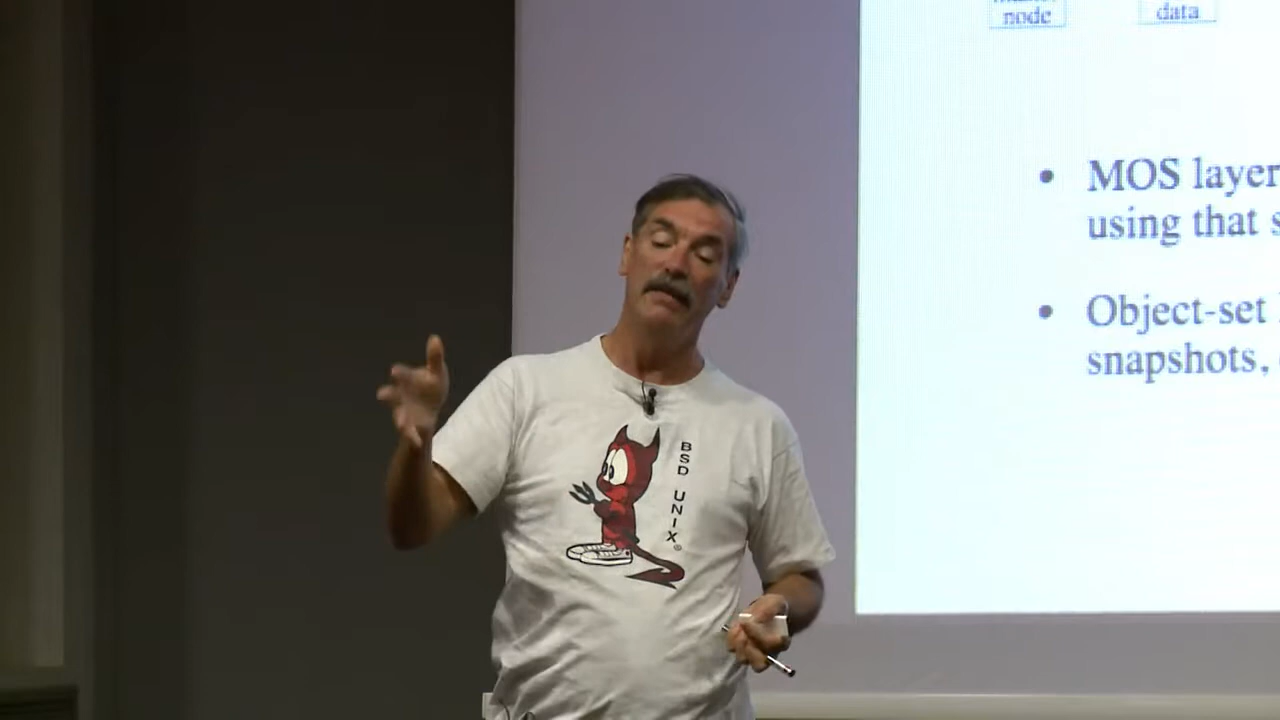 node
data
MOS layer
using that s
Object-set
snapshots,
BSD UNIX®